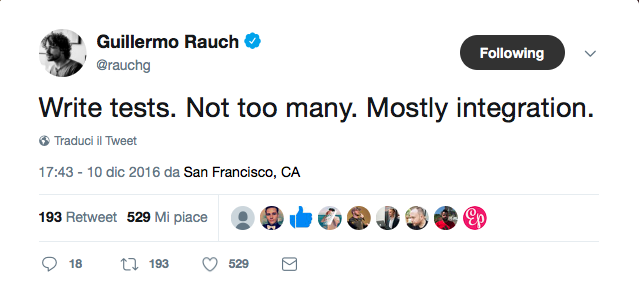 Guillermo Rauch
@rauchg
Following
Write tests. Not too many. Mostly integration.
Traduci il Tweet
17:43 - 10 dic 2016 da San Francisco, CA
193 Retweet 529 Mi piace
Ep
18 193 529